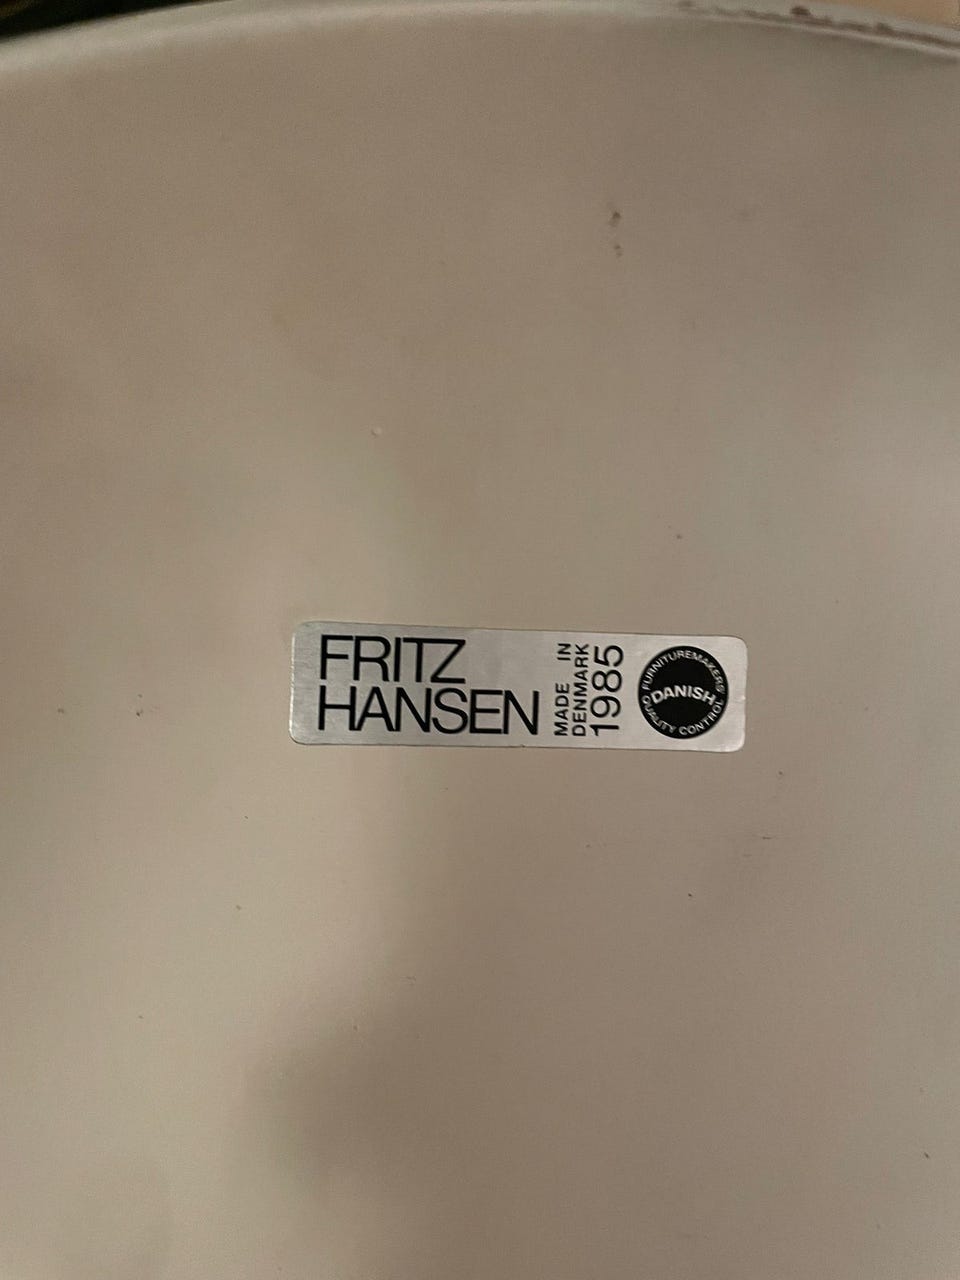 FRITZ
HANSEN
MADE IN
DENMARK
1985
FURNITUREMAKERS'
DANISH
QUALITY CONTROL